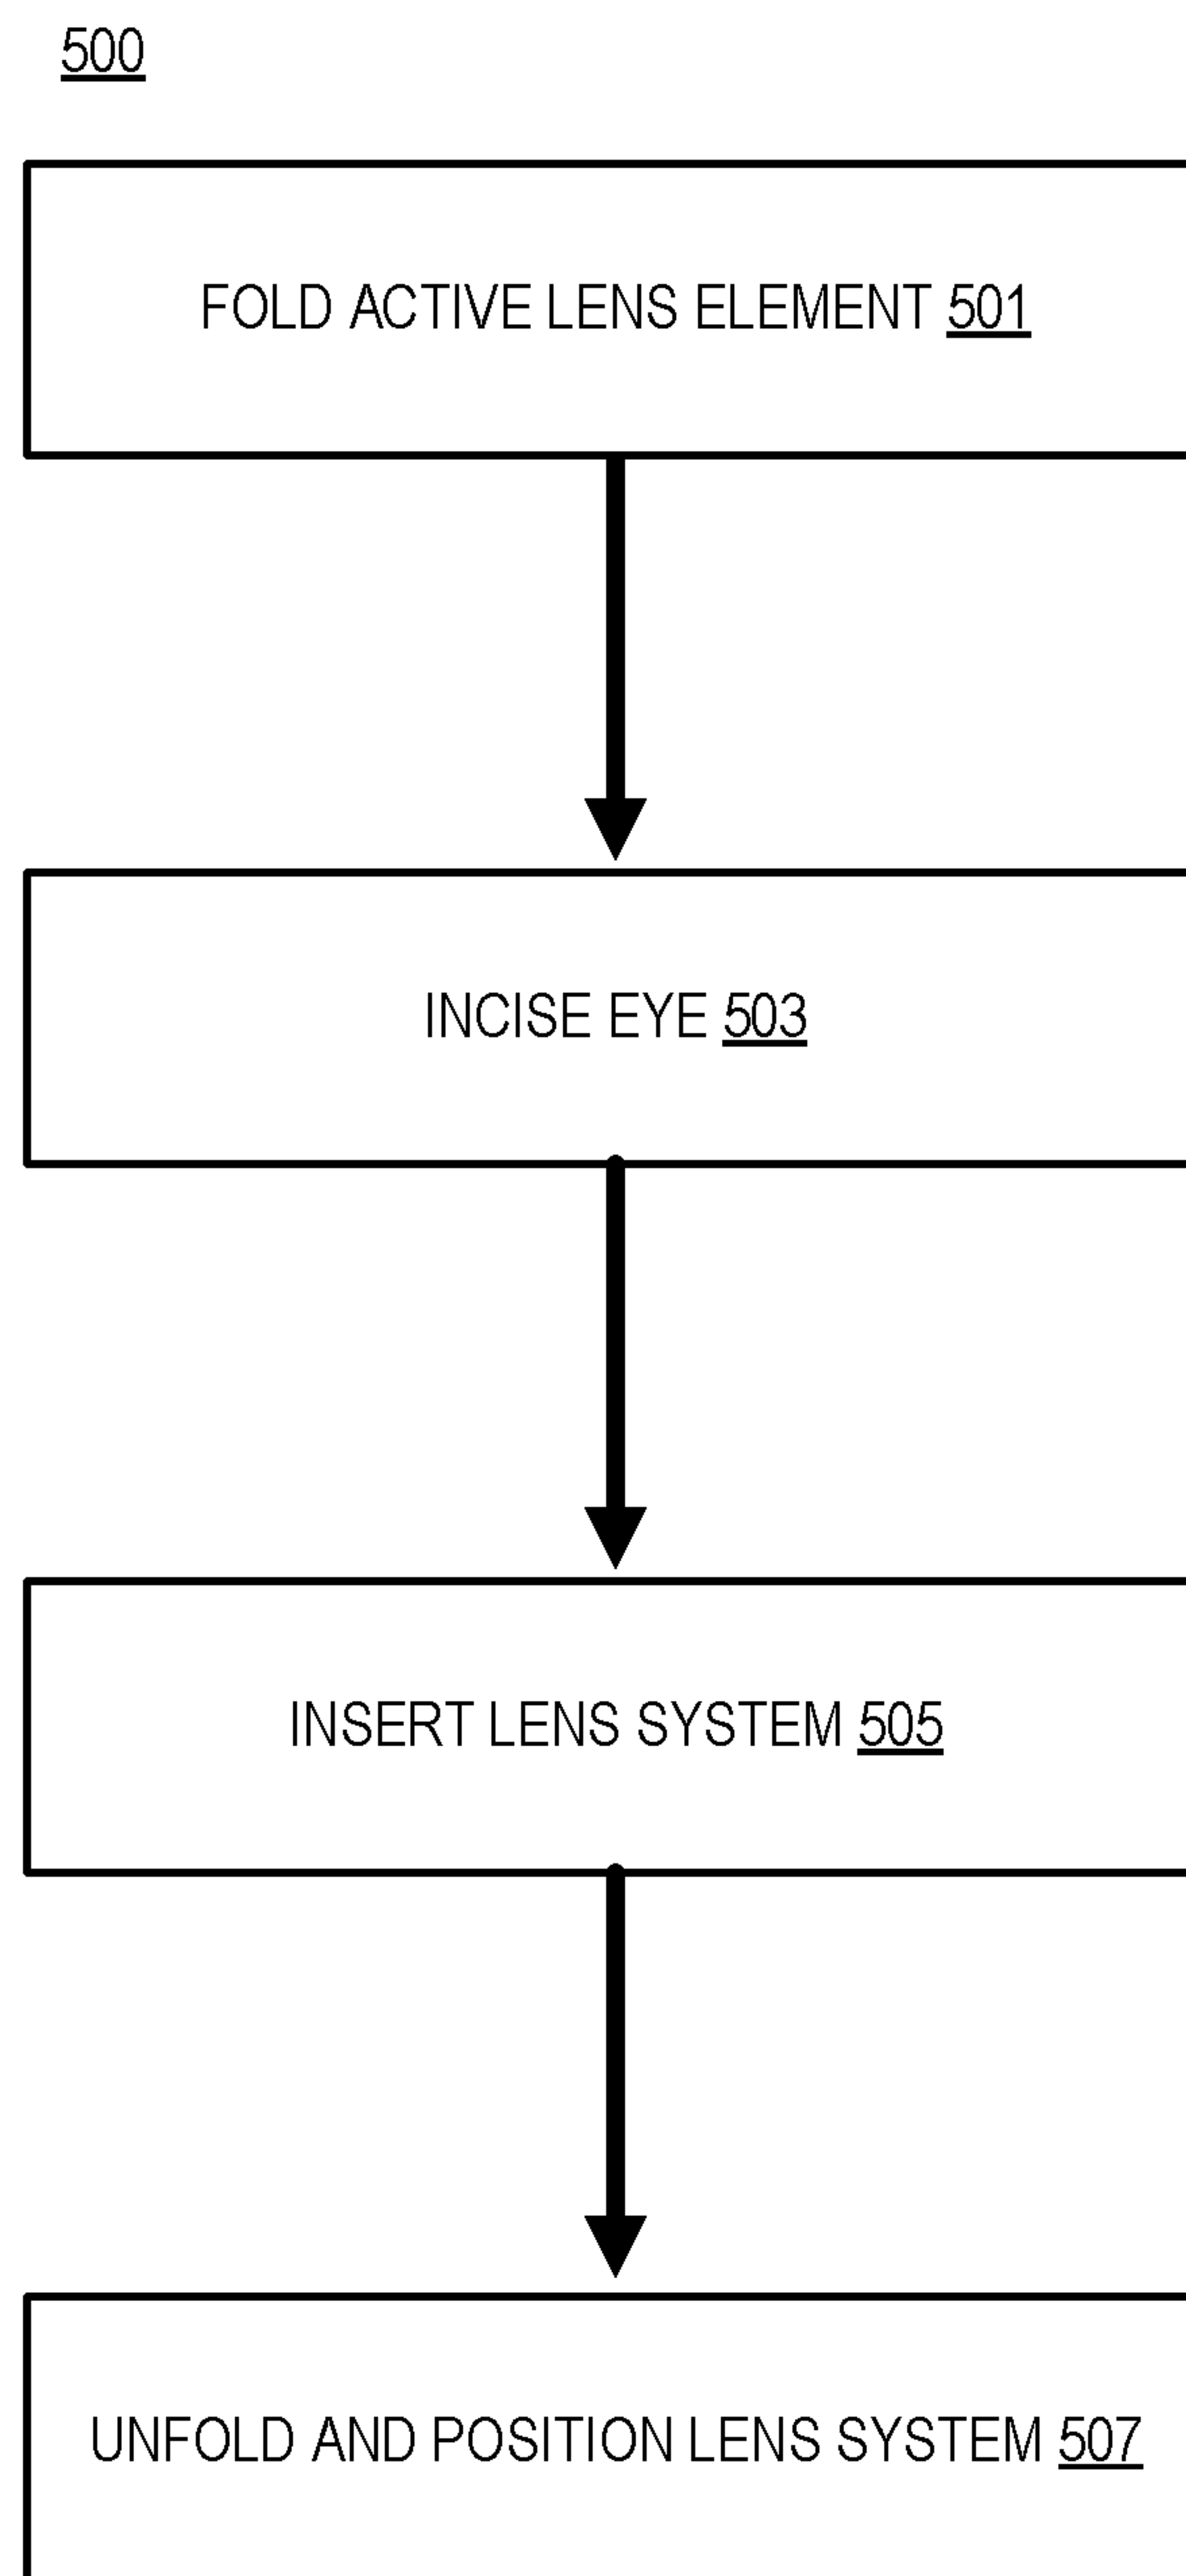 500
FOLD ACTIVE LENS ELEMENT 501
INCISE EYE 503
INSERT LENS SYSTEM 505
UNFOLD AND POSITION LENS SYSTEM 507